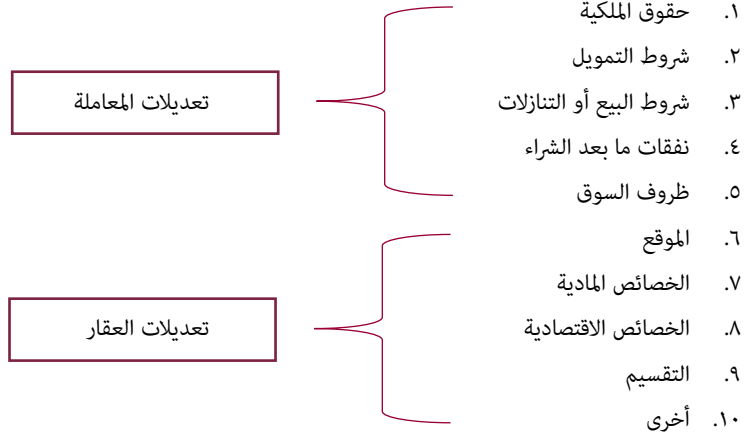 ١. حقوق الملكية
٢. شروط التمويل
٣. شروط البيع أو التنازلات
٤. نفقات ما بعد الشراء
٥. ظروف السوق
تعديلات المعاملة
٦. الموقع
٧. الخصائص المادية
٨. الخصائص الاقتصادية
٩. التقسيم
١٠. أخرى
تعديلات العقار